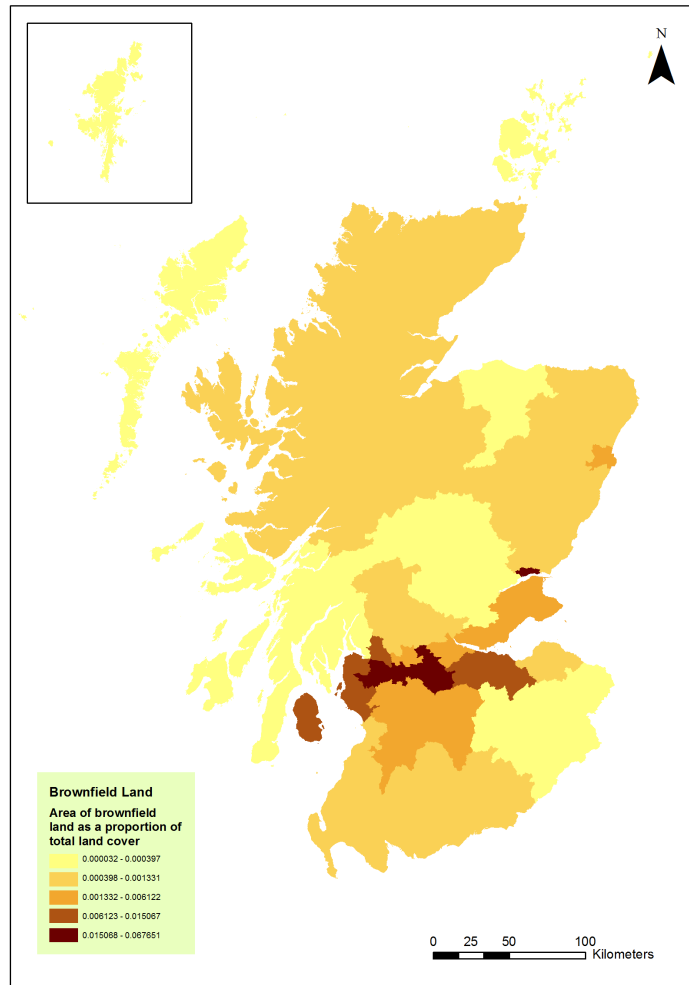 N
Brownfield Land
Area of brownfield
land as a proportion of
total land cover
0.000032 - 0.000397
0.000398 - 0.001331
0.001332 - 0.006122
0.006123 - 0.015067
0.015068 - 0.067651
0 25 50 100
Kilometers